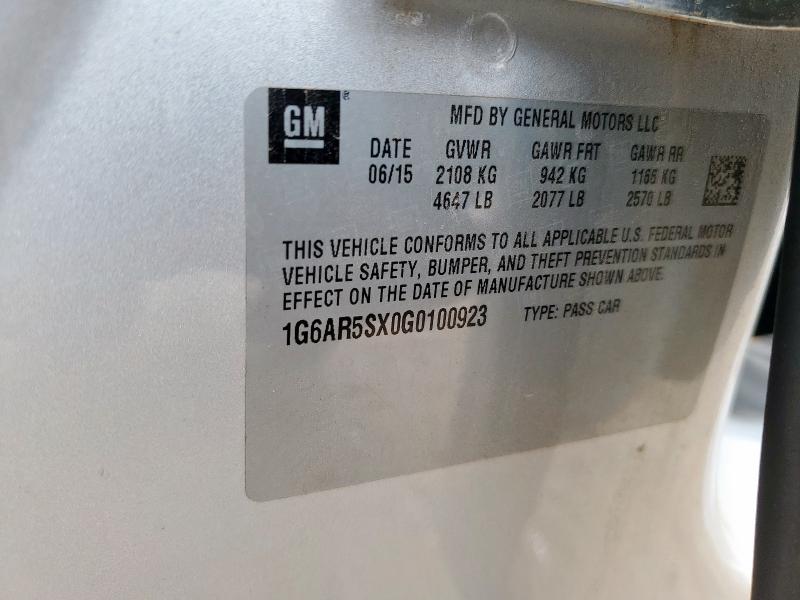 GM
MFD BY GENERAL MOTORS LLC
DATE GVWR GAWR FRT GAWR RR
06/15 2108 KG 942 KG 1165 KG
4647 LB 2077 LB 2570 LB
THIS VEHICLE CONFORMS TO ALL APPLICABLE U.S. FEDERAL MOTOR
VEHICLE SAFETY, BUMPER, AND THEFT PREVENTION STANDARDS IN
EFFECT ON THE DATE OF MANUFACTURE SHOWN ABOVE.
1G6AR5SX0G0100923 TYPE: PASS CAR